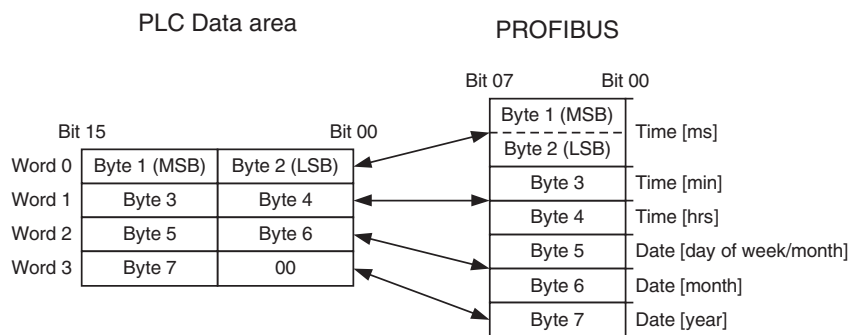 PLC Data area
PROFIBUS
Bit 07 Bit 00
Byte 1 (MSB)
Time [ms]
Byte 2 (LSB)
Bit 15 Bit 00
Word 0 Byte 1 (MSB) Byte 2 (LSB)
Word 1 Byte 3 Byte 4
Word 2 Byte 5 Byte 6
Word 3 Byte 7 00
Byte 3 Time [min]
Byte 4 Time [hrs]
Byte 5 Date [day of week/month]
Byte 6 Date [month]
Byte 7 Date [year]